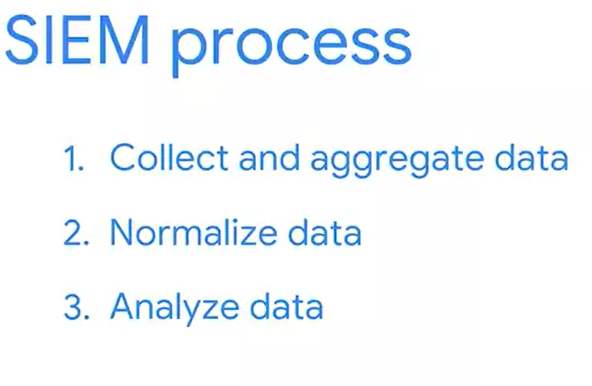 SIEM process
1. Collect and aggregate data
2. Normalize data
3. Analyze data